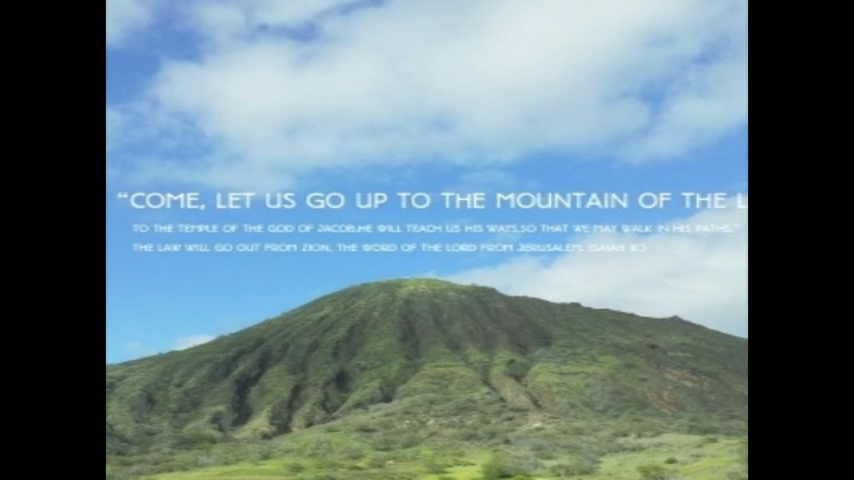 “COME, LET US GO UP TO THE MOUNTAIN OF THE L
TO THE TEMPLE OF THE GOD OF JACOB.HE WILL TEACH US HIS WAYS,SO THAT WE MAY WALK IN HIS PATHS.”
THE LAW WILL GO OUT FROM ZION, THE WORD OF THE LORD FROM JERUSALEM. ISAIAH 2:3